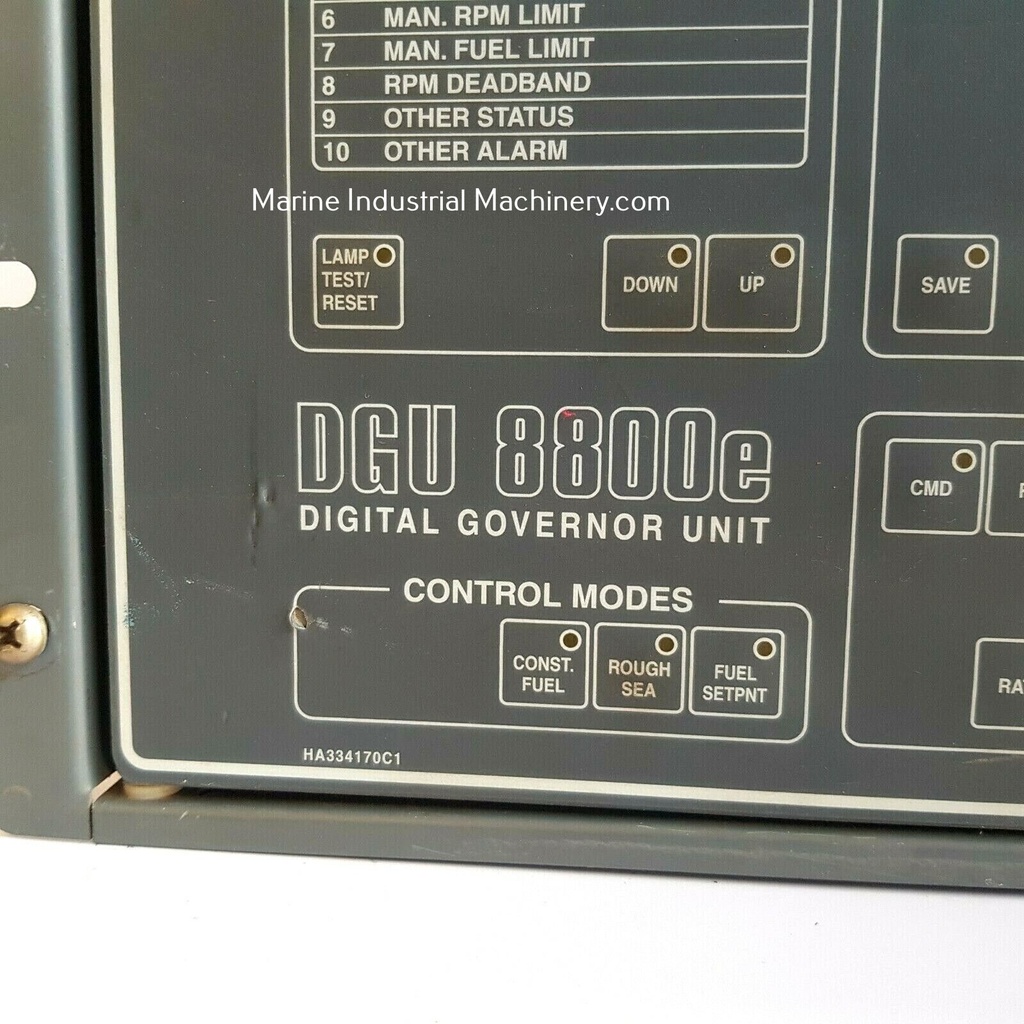 6 MAN. RPM LIMIT
7 MAN. FUEL LIMIT
8 RPM DEADBAND
9 OTHER STATUS
10 OTHER ALARM
Marine Industrial Machinery.com
LAMP
TEST/
RESET
DOWN
UP
SAVE
DGU 8800e
DIGITAL GOVERNOR UNIT
CMD
CONTROL MODES
CONST.
FUEL
ROUGH
SEA
FUEL
SETPNT
HA334170C1